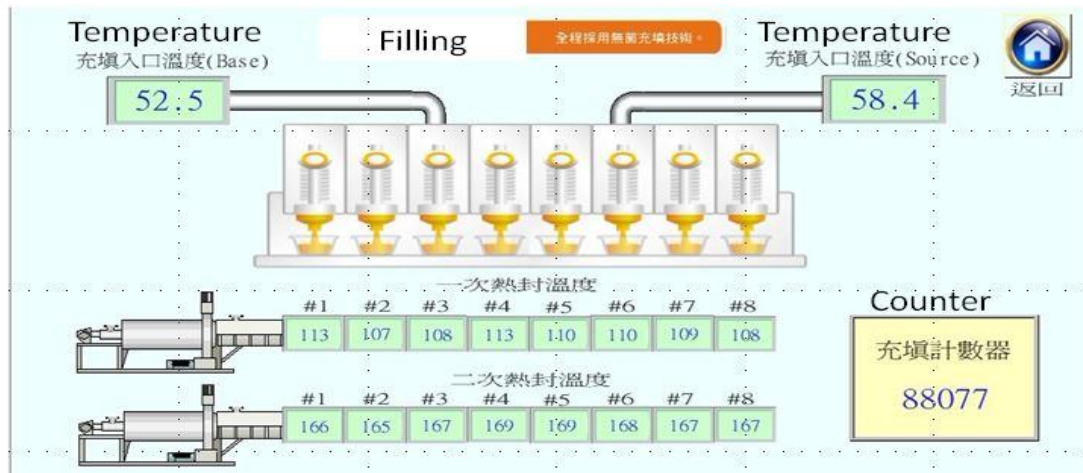 Temperature
充填入口溫度(Base)
52.5
Filling
全程採用無菌充填技術。
Temperature
充填入口溫度(Source)
58.4
返回
一次熱封溫度
#1 #2 #3 #4 #5 #6 #7 #8
113 107 108 113 110 110 109 108
二次熱封溫度
#1 #2 #3 #4 #5 #6 #7 #8
166 165 167 169 169 168 167 167
Counter
充填計數器
88077